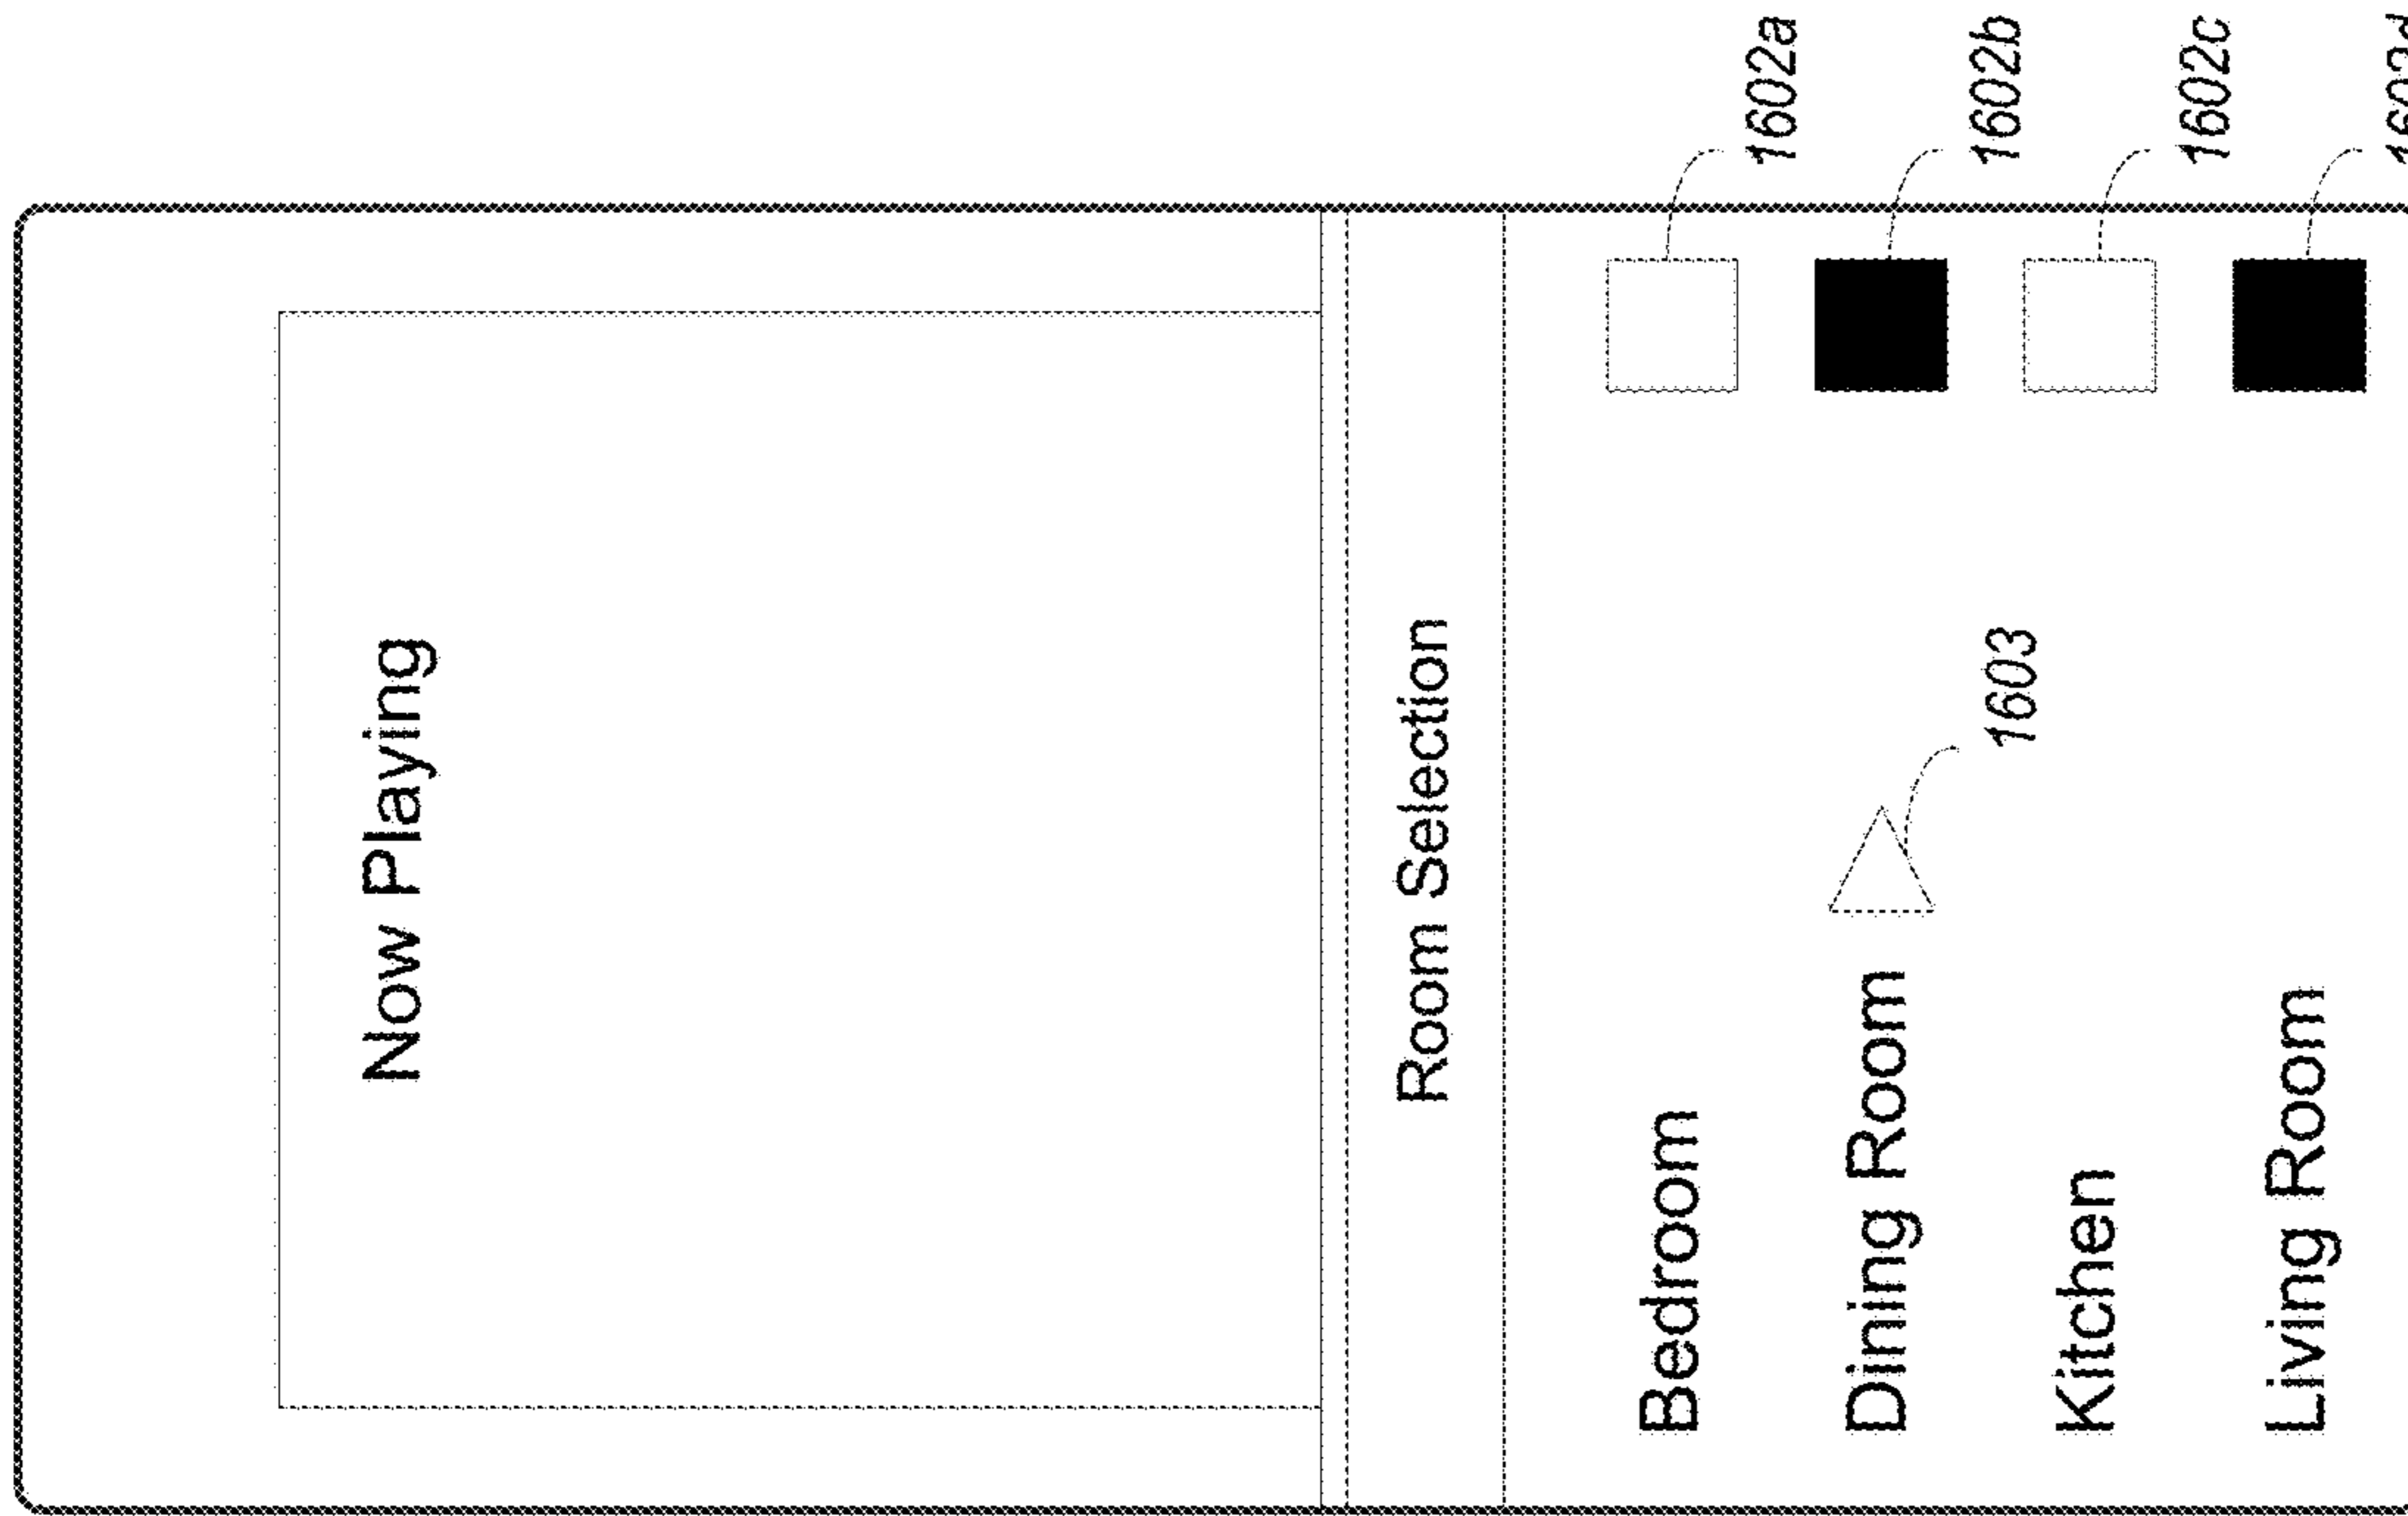 Now Playing
Room Selection
Bedroom 1602a
Dining Room 1603 1602b
Kitchen 1602c
Living Room